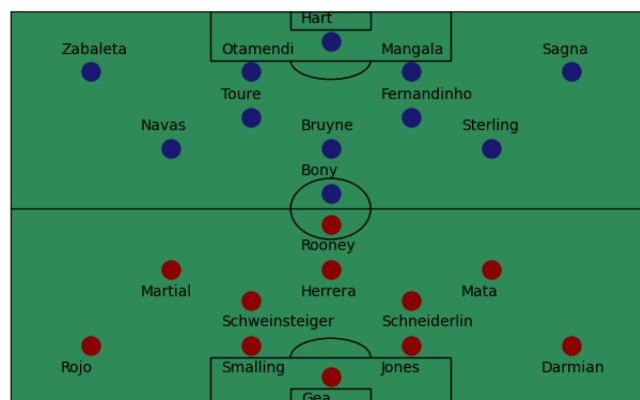 Hart
Zabaleta Otamendi Mangala Sagna
Toure Fernandinho
Navas Bruyne Sterling
Bony
Rooney
Martial Herrera Mata
Schweinsteiger Schneiderlin
Rojo Smalling Jones Darmian
Gea